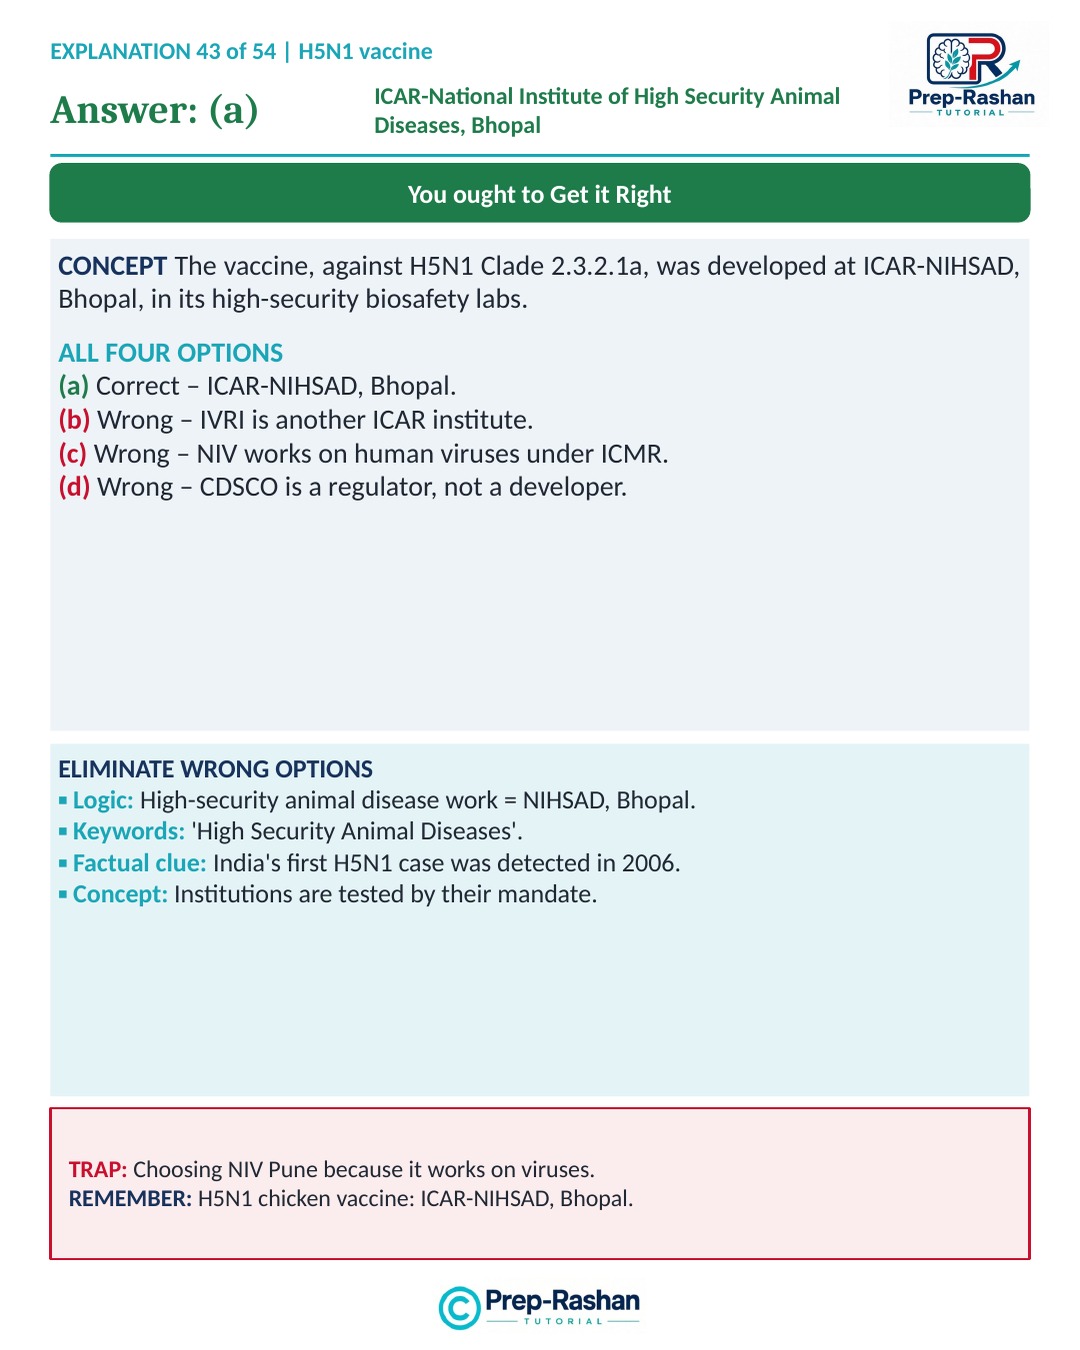 EXPLANATION 43 of 54 | H5N1 vaccine
Prep-Rashan
TUTORIAL
Answer: (a)
ICAR-National Institute of High Security Animal
Diseases, Bhopal
You ought to Get it Right
CONCEPT The vaccine, against H5N1 Clade 2.3.2.1a, was developed at ICAR-NIHSAD,
Bhopal, in its high-security biosafety labs.
ALL FOUR OPTIONS
(a) Correct – ICAR-NIHSAD, Bhopal.
(b) Wrong – IVRI is another ICAR institute.
(c) Wrong – NIV works on human viruses under ICMR.
(d) Wrong – CDSCO is a regulator, not a developer.
ELIMINATE WRONG OPTIONS
▪ Logic: High-security animal disease work = NIHSAD, Bhopal.
▪ Keywords: 'High Security Animal Diseases'.
▪ Factual clue: India's first H5N1 case was detected in 2006.
▪ Concept: Institutions are tested by their mandate.
TRAP: Choosing NIV Pune because it works on viruses.
REMEMBER: H5N1 chicken vaccine: ICAR-NIHSAD, Bhopal.
© Prep-Rashan
TUTORIAL